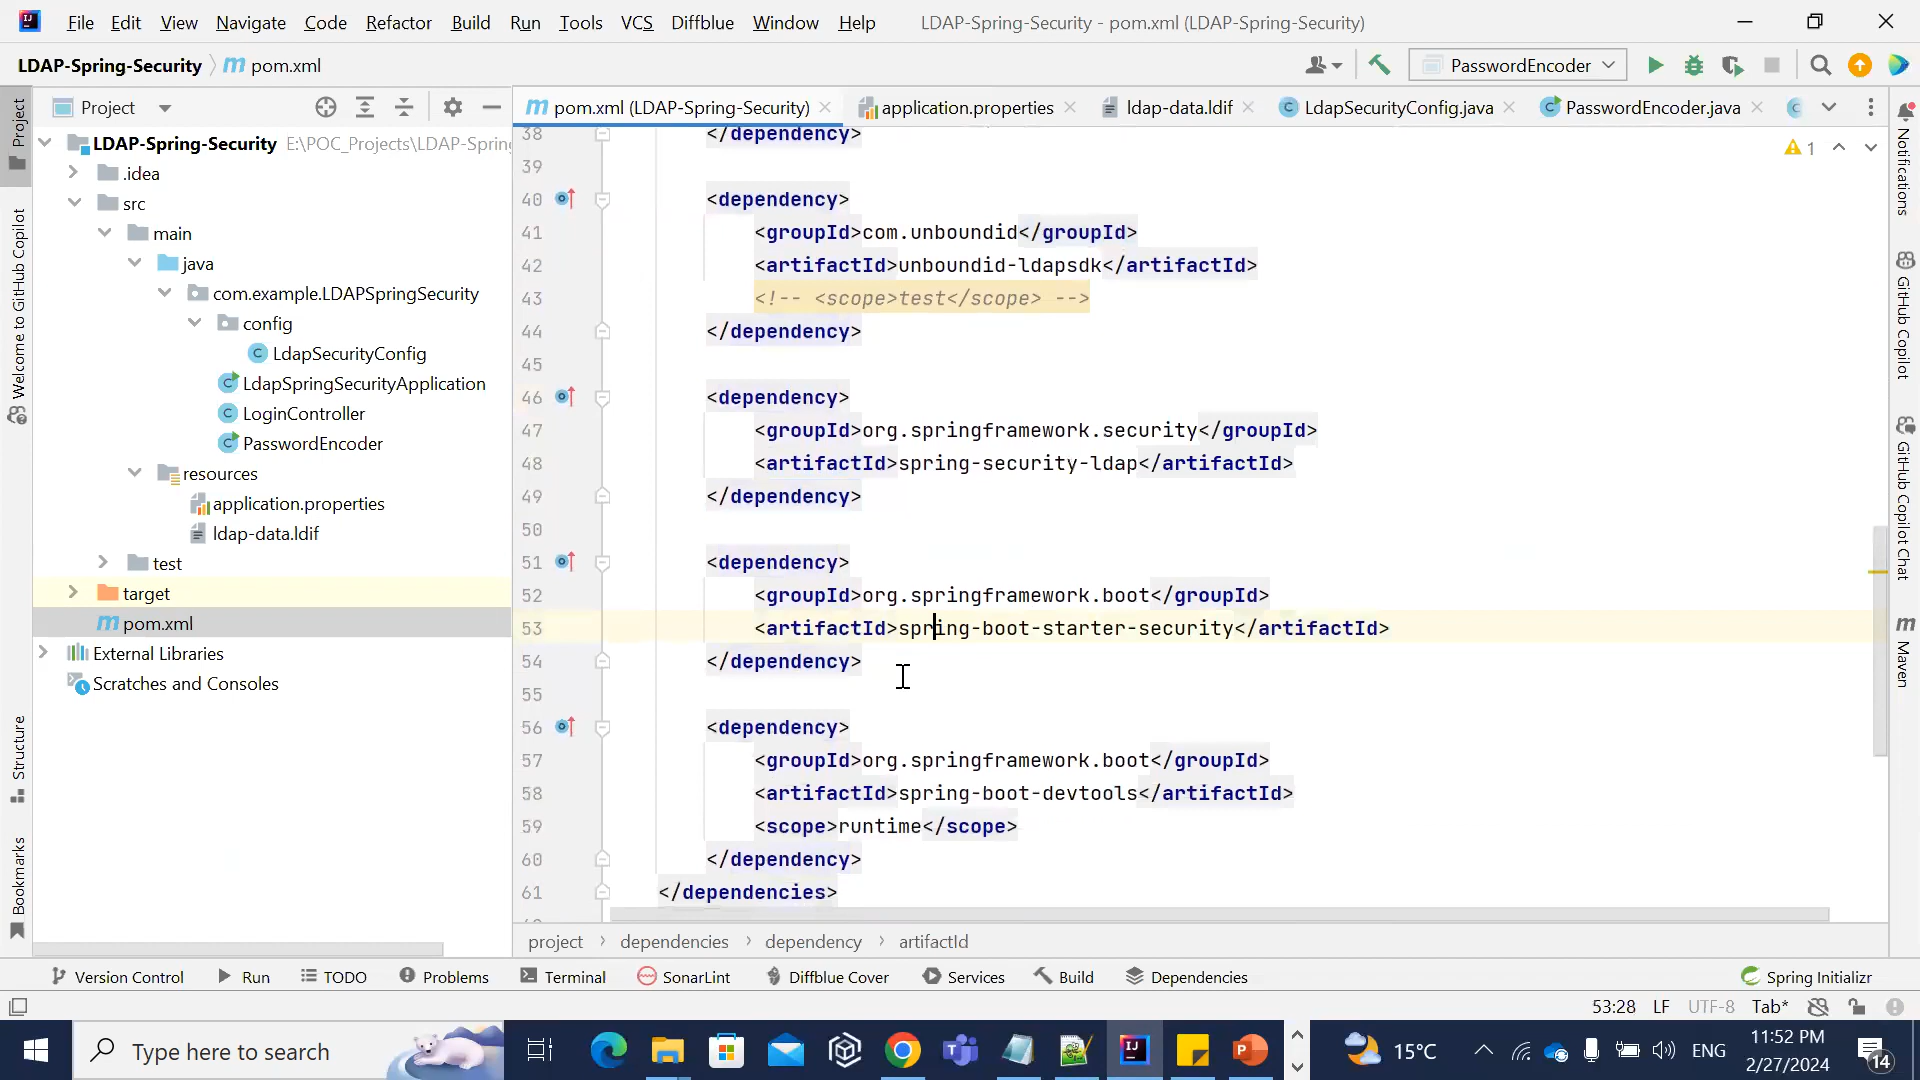 File Edit View Navigate Code Refactor Build Run Tools VCS Diffblue Window Help LDAP-Spring-Security - pom.xml (LDAP-Spring-Security)
LDAP-Spring-Security pom.xml PasswordEncoder
Project
pom.xml (LDAP-Spring-Security) application.properties ldap-data.ldif LdapSecurityConfig.java PasswordEncoder.java
LDAP-Spring-Security E:\POC_Projects\LDAP-Sprin
.idea
src
main
java
com.example.LDAPSpringSecurity
config
LdapSecurityConfig
LdapSpringSecurityApplication
LoginController
PasswordEncoder
resources
application.properties
ldap-data.ldif
test
target
pom.xml
External Libraries
Scratches and Consoles
Project
Welcome to GitHub Copilot
Structure
Bookmarks
38 </dependency>
39
40 <dependency>
41 <groupId>com.unboundid</groupId>
42 <artifactId>unboundid-ldapsdk</artifactId>
43 <!-- <scope>test</scope> -->
44 </dependency>
45
46 <dependency>
47 <groupId>org.springframework.security</groupId>
48 <artifactId>spring-security-ldap</artifactId>
49 </dependency>
50
51 <dependency>
52 <groupId>org.springframework.boot</groupId>
53 <artifactId>spring-boot-starter-security</artifactId>
54 </dependency>
55
56 <dependency>
57 <groupId>org.springframework.boot</groupId>
58 <artifactId>spring-boot-devtools</artifactId>
59 <scope>runtime</scope>
60 </dependency>
61 </dependencies>
1
Notifications
GitHub Copilot
GitHub Copilot Chat
Maven
project dependencies dependency artifactId
Version Control Run TODO Problems Terminal SonarLint Diffblue Cover Services Build Dependencies Spring Initializr
53:28 LF UTF-8 Tab*
Type here to search
15°C ENG
11:52 PM
2/27/2024
14